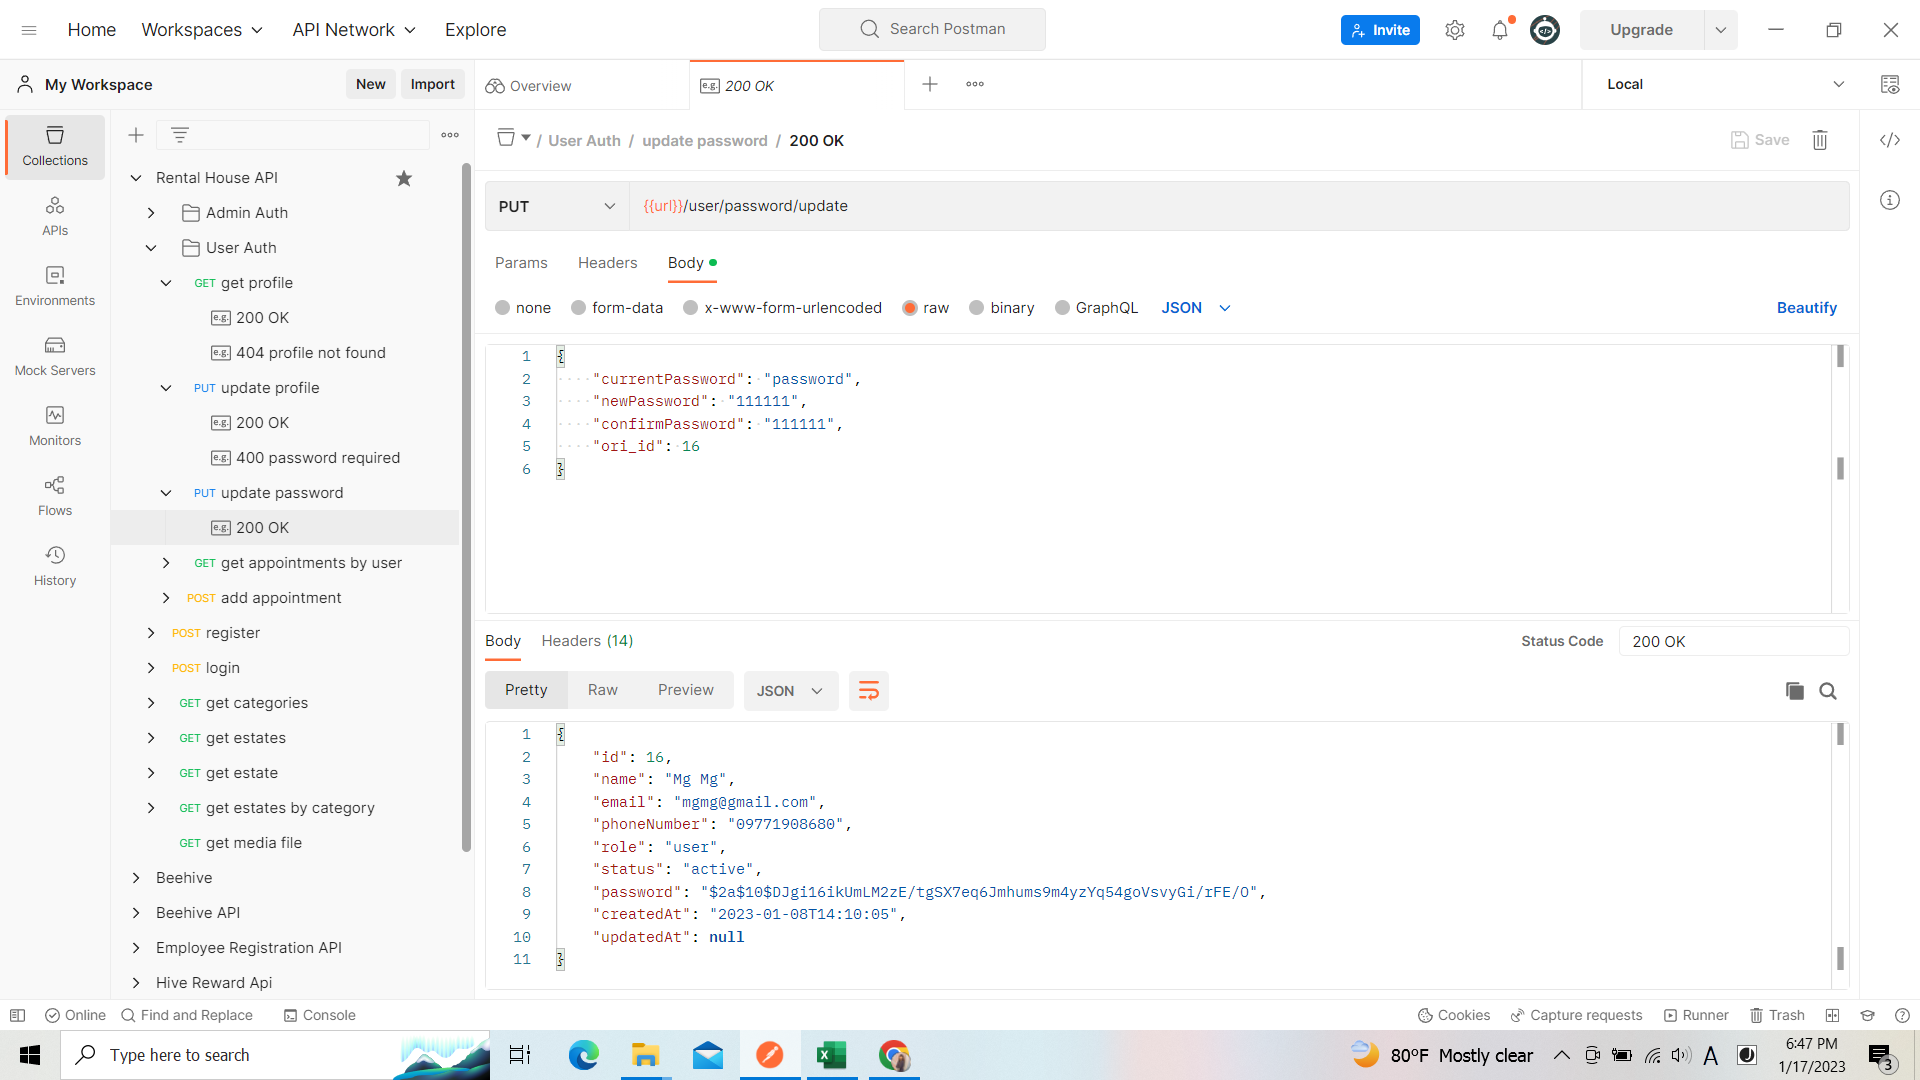 Home Workspaces API Network Explore Search Postman Invite Upgrade
My Workspace New Import Overview e.g. 200 OK Local
/ User Auth / update password / 200 OK Save
PUT {{url}}/user/password/update
Params Headers Body
none form-data x-www-form-urlencoded raw binary GraphQL JSON Beautify
1 {
2 "currentPassword": "password",
3 "newPassword": "111111",
4 "confirmPassword": "111111",
5 "ori_id": 16
6 }
Body Headers (14) Status Code 200 OK
Pretty Raw Preview JSON
1 {
2 "id": 16,
3 "name": "Mg Mg",
4 "email": "mgmg@gmail.com",
5 "phoneNumber": "09771908680",
6 "role": "user",
7 "status": "active",
8 "password": "$2a$10$DJgi16ikUmLM2zE/tgSX7eq6Jmhums9m4yzYq54goVsvyGi/rFE/O",
9 "createdAt": "2023-01-08T14:10:05",
10 "updatedAt": null
11 }
Collections
APIs
Environments
Mock Servers
Monitors
Flows
History
Rental House API
Admin Auth
User Auth
GET get profile
e.g. 200 OK
e.g. 404 profile not found
PUT update profile
e.g. 200 OK
e.g. 400 password required
PUT update password
e.g. 200 OK
GET get appointments by user
POST add appointment
POST register
POST login
GET get categories
GET get estates
GET get estate
GET get estates by category
GET get media file
Beehive
Beehive API
Employee Registration API
Hive Reward Api
Online Find and Replace Console Cookies Capture requests Runner Trash
Type here to search 80°F Mostly clear A 6:47 PM
1/17/2023 3